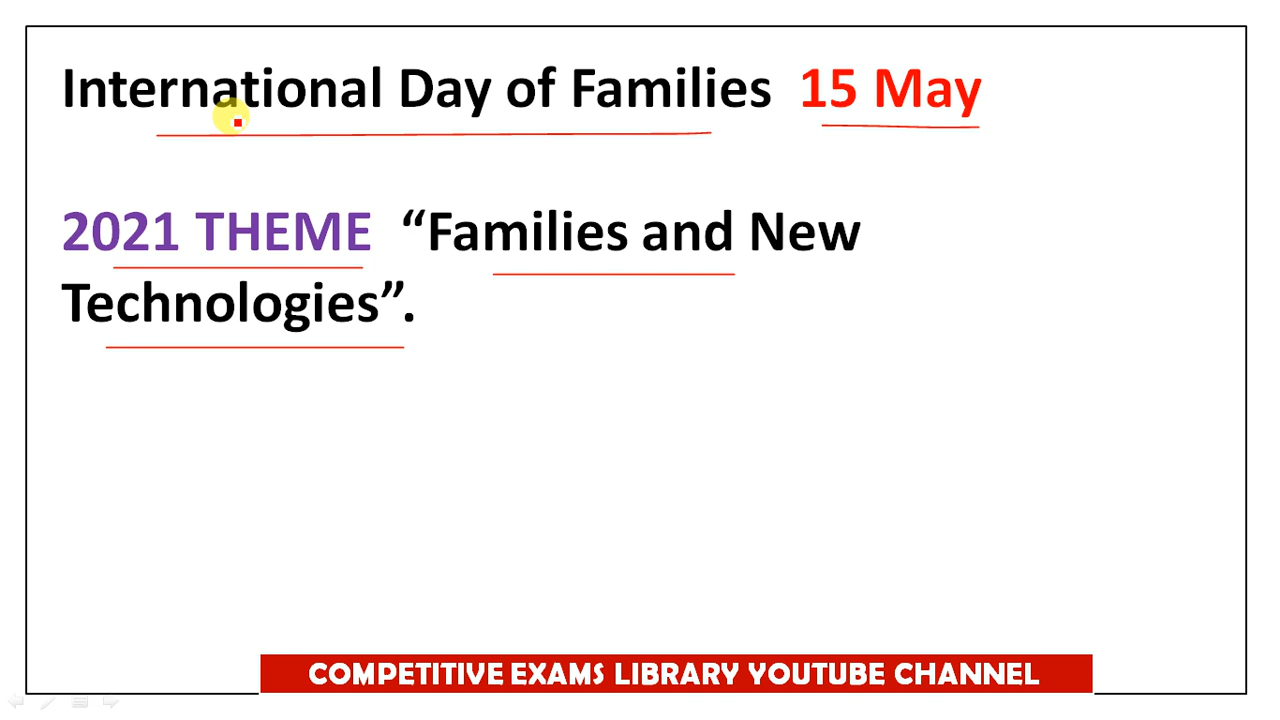 International Day of Families 15 May
2021 THEME “Families and New
Technologies”.
COMPETITIVE EXAMS LIBRARY YOUTUBE CHANNEL